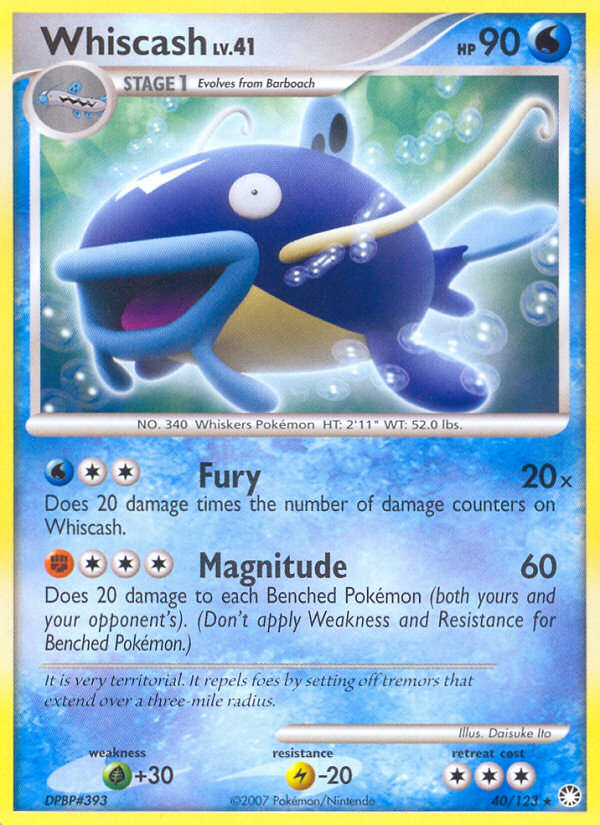 Whiscash LV.41 HP 90
STAGE 1 Evolves from Barboach
NO. 340 Whiskers Pokémon HT: 2'11" WT: 52.0 lbs.
Fury 20x
Does 20 damage times the number of damage counters on
Whiscash.
Magnitude 60
Does 20 damage to each Benched Pokémon (both yours and
your opponent's). (Don't apply Weakness and Resistance for
Benched Pokémon.)
It is very territorial. It repels foes by setting off tremors that
extend over a three-mile radius.
Illus. Daisuke Ito
weakness resistance retreat cost
+30 -20
DPBP#393 ©2007 Pokémon/Nintendo 40/123 ★